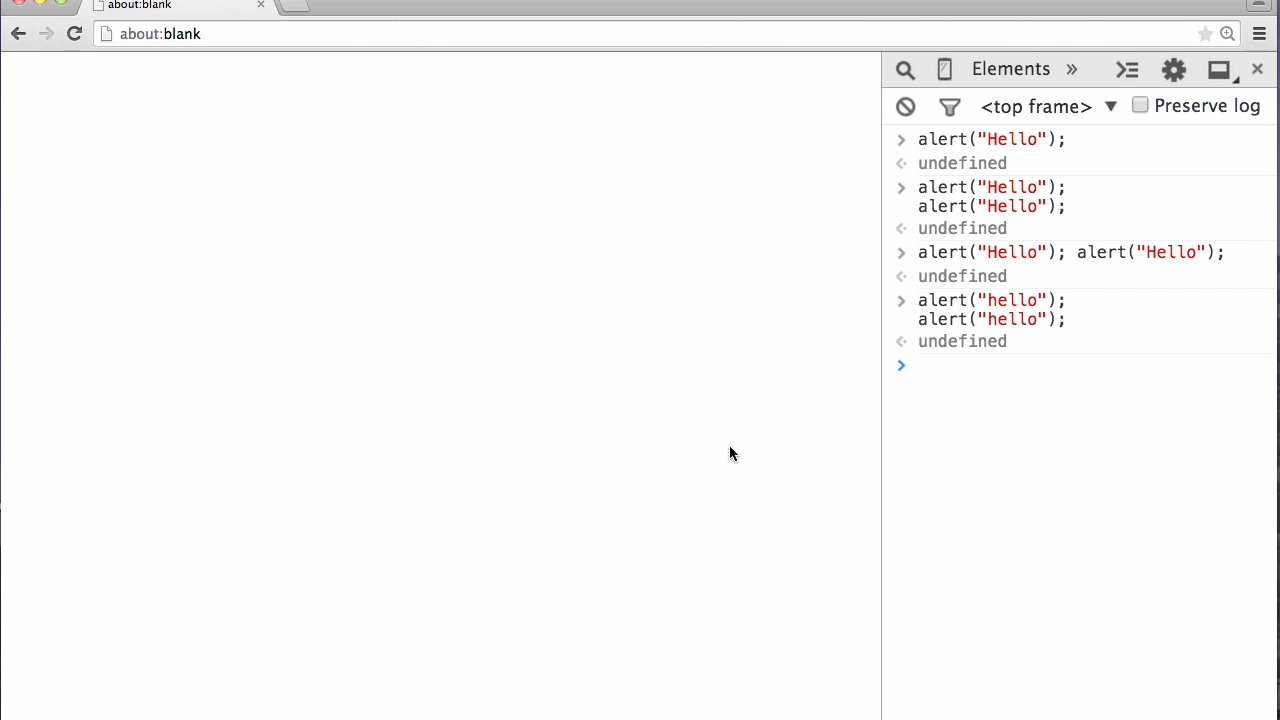 about:blank
about:blank
Elements »
<top frame> ▼ Preserve log
> alert("Hello");
<· undefined
> alert("Hello");
alert("Hello");
<· undefined
> alert("Hello"); alert("Hello");
<· undefined
> alert("hello");
alert("hello");
<· undefined
>